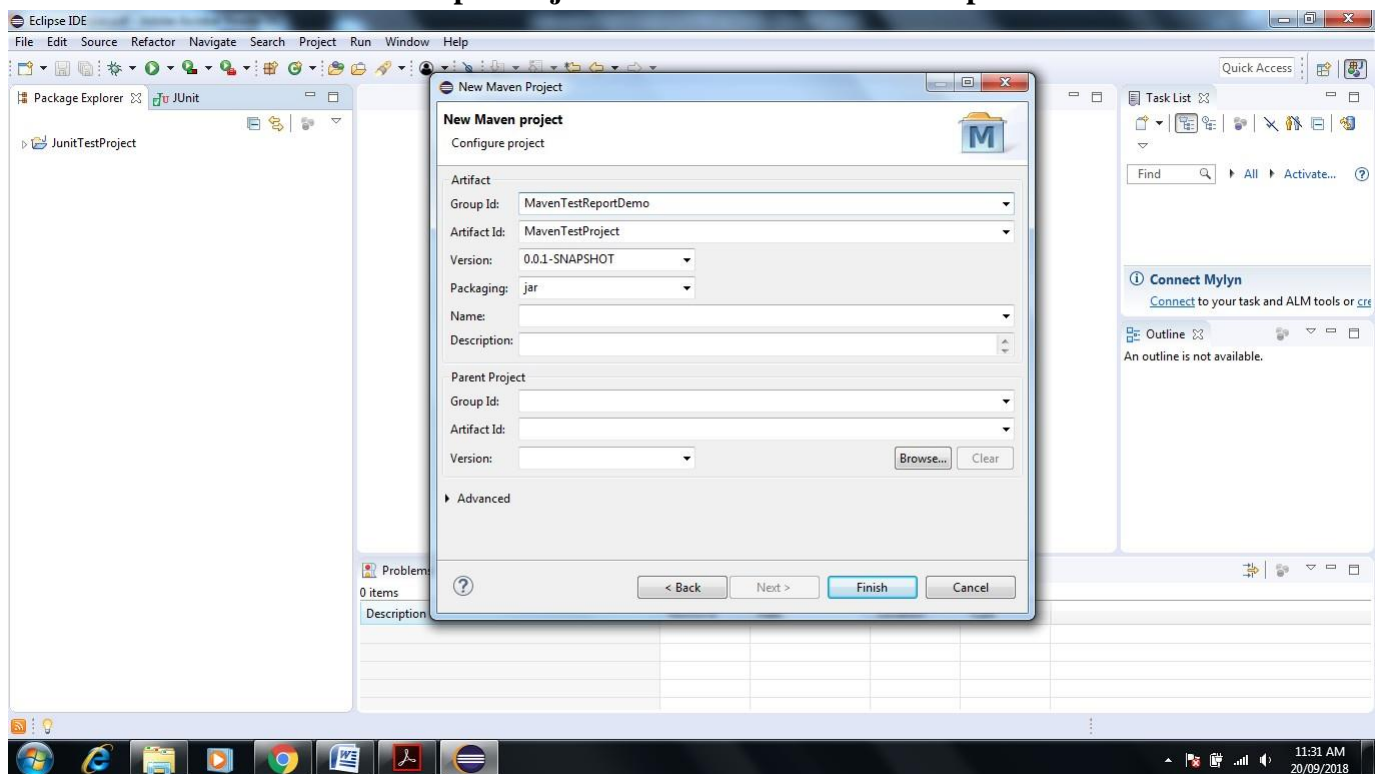 Eclipse IDE
File Edit Source Refactor Navigate Search Project Run Window Help
Quick Access
Package Explorer JUnit
JunitTestProject
New Maven Project
New Maven project
Configure project
Artifact
Group Id: MavenTestReportDemo
Artifact Id: MavenTestProject
Version: 0.0.1-SNAPSHOT
Packaging: jar
Name:
Description:
Parent Project
Group Id:
Artifact Id:
Version: Browse... Clear
Advanced
< Back Next > Finish Cancel
Task List
Find All Activate...
Connect Mylyn
Connect to your task and ALM tools or cre
Outline
An outline is not available.
Problems
0 items
Description
11:31 AM
20/09/2018